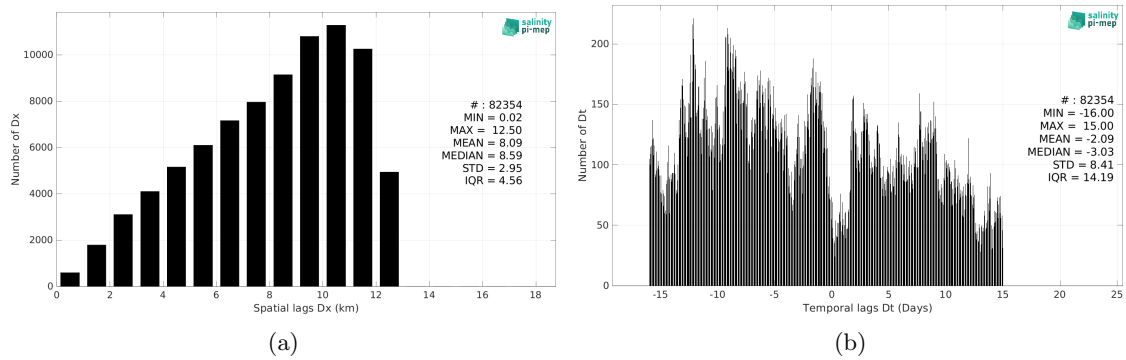 salinity
pi-mep
10000
8000
6000
4000
2000
0
Number of Dx
# : 82354
MIN = 0.02
MAX = 12.50
MEAN = 8.09
MEDIAN = 8.59
STD = 2.95
IQR = 4.56
0 2 4 6 8 10 12 14 16 18
Spatial lags Dx (km)
(a)
salinity
pi-mep
200
150
100
50
0
Number of Dt
# : 82354
MIN = -16.00
MAX = 15.00
MEAN = -2.09
MEDIAN = -3.03
STD = 8.41
IQR = 14.19
-15 -10 -5 0 5 10 15 20 25
Temporal lags Dt (Days)
(b)